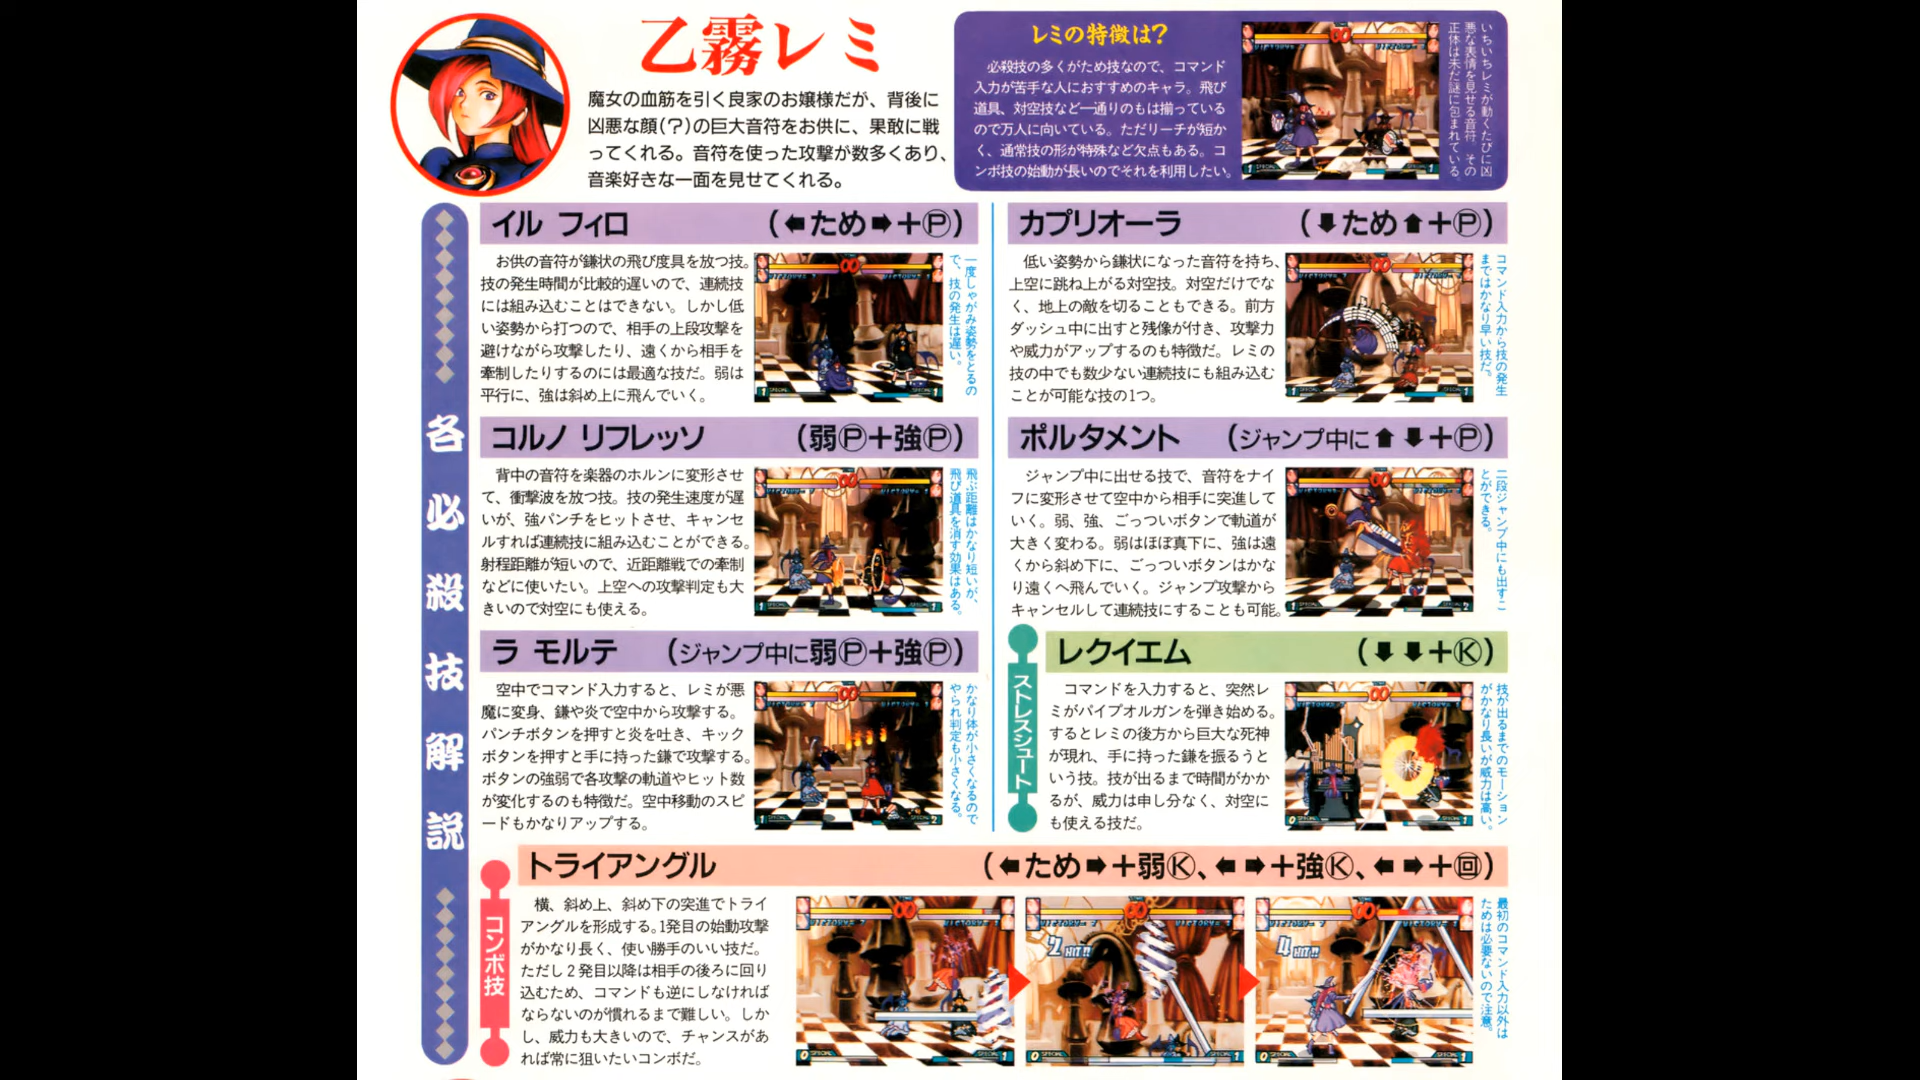 乙霧レミ
魔女の血筋を引く良家のお嬢様だが、背後に
凶悪な顔(?)の巨大音符をお供に、果敢に戦
ってくれる。音符を使った攻撃が数多くあり、
音楽好きな一面を見せてくれる。
レミの特徴は?
必殺技の多くがため技なので、コマンド
入力が苦手な人におすすめのキャラ。飛び
道具、対空技など一通りのもは揃っている
ので万人に向いている。ただリーチが短か
く、通常技の形が特殊など欠点もある。コ
ンボ技の始動が長いのでそれを利用したい。
いちいちレミが動くたびに凶
悪な表情を見せる音符。その
正体は未だ謎に包まれている。
各必殺技解説
イル フィロ (⬅ため➡+Ⓟ)
お供の音符が鎌状の飛び度具を放つ技。
技の発生時間が比較的遅いので、連続技
には組み込むことはできない。しかし低
い姿勢から打つので、相手の上段攻撃を
避けながら攻撃したり、遠くから相手を
牽制したりするのには最適な技だ。弱は
平行に、強は斜め上に飛んでいく。
一度しゃがみ姿勢をとるの
で、技の発生は遅い。
カプリオーラ (⬇ため⬆+Ⓟ)
低い姿勢から鎌状になった音符を持ち、
上空に跳ね上がる対空技。対空だけでな
く、地上の敵を切ることもできる。前方
ダッシュ中に出すと残像が付き、攻撃力
や威力がアップするのも特徴だ。レミの
技の中でも数少ない連続技にも組み込む
ことが可能な技の1つ。
コマンド入力から技の発生
まではかなり早い技だ。
コルノ リフレッソ (弱Ⓟ+強Ⓟ)
背中の音符を楽器のホルンに変形させ
て、衝撃波を放つ技。技の発生速度が遅
いが、強パンチをヒットさせ、キャンセ
ルすれば連続技に組み込むことができる。
射程距離が短いので、近距離戦での牽制
などに使いたい。上空への攻撃判定も大
きいので対空にも使える。
飛ぶ距離はかなり短いが、
飛び道具を消す効果はある。
ポルタメント (ジャンプ中に⬆⬇+Ⓟ)
ジャンプ中に出せる技で、音符をナイ
フに変形させて空中から相手に突進して
いく。弱、強、ごっついボタンで軌道が
大きく変わる。弱はほぼ真下に、強は遠
くから斜め下に、ごっついボタンはかな
り遠くへ飛んでいく。ジャンプ攻撃から
キャンセルして連続技にすることも可能。
二段ジャンプ中にも出すこ
とができる。
ラ モルテ (ジャンプ中に弱Ⓟ+強Ⓟ)
空中でコマンド入力すると、レミが悪
魔に変身、鎌や炎で空中から攻撃する。
パンチボタンを押すと炎を吐き、キック
ボタンを押すと手に持った鎌で攻撃する。
ボタンの強弱で各攻撃の軌道やヒット数
が変化するのも特徴だ。空中移動のスピ
ードもかなりアップする。
かなり体が小さくなるので
やられ判定も小さくなる。
ストレスシュート
レクイエム (⬇⬇+Ⓚ)
コマンドを入力すると、突然レ
ミがパイプオルガンを弾き始める。
するとレミの後方から巨大な死神
が現れ、手に持った鎌を振るうと
いう技。技が出るまで時間がかか
るが、威力は申し分なく、対空に
も使える技だ。
技が出るまでのモーション
がかなり長いが威力は高い。
コンボ技
トライアングル (⬅ため➡+弱Ⓚ、⬅➡+強Ⓚ、⬅➡+�the回)
横、斜め上、斜め下の突進でトライ
アングルを形成する。1発目の始動攻撃
がかなり長く、使い勝手のいい技だ。
ただし2発目以降は相手の後ろに回り
込むため、コマンドも逆にしなければ
ならないのが慣れるまで難しい。しか
し、威力も大きいので、チャンスがあ
れば常に狙いたいコンボだ。
2 HIT!!
4 HIT!!
最初のコマンド入力以外は
ためは必要ないので注意。